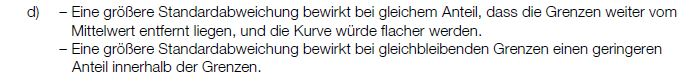 d) – Eine größere Standardabweichung bewirkt bei gleichem Anteil, dass die Grenzen weiter vom
Mittelwert entfernt liegen, und die Kurve würde flacher werden.
– Eine größere Standardabweichung bewirkt bei gleichbleibenden Grenzen einen geringeren
Anteil innerhalb der Grenzen.